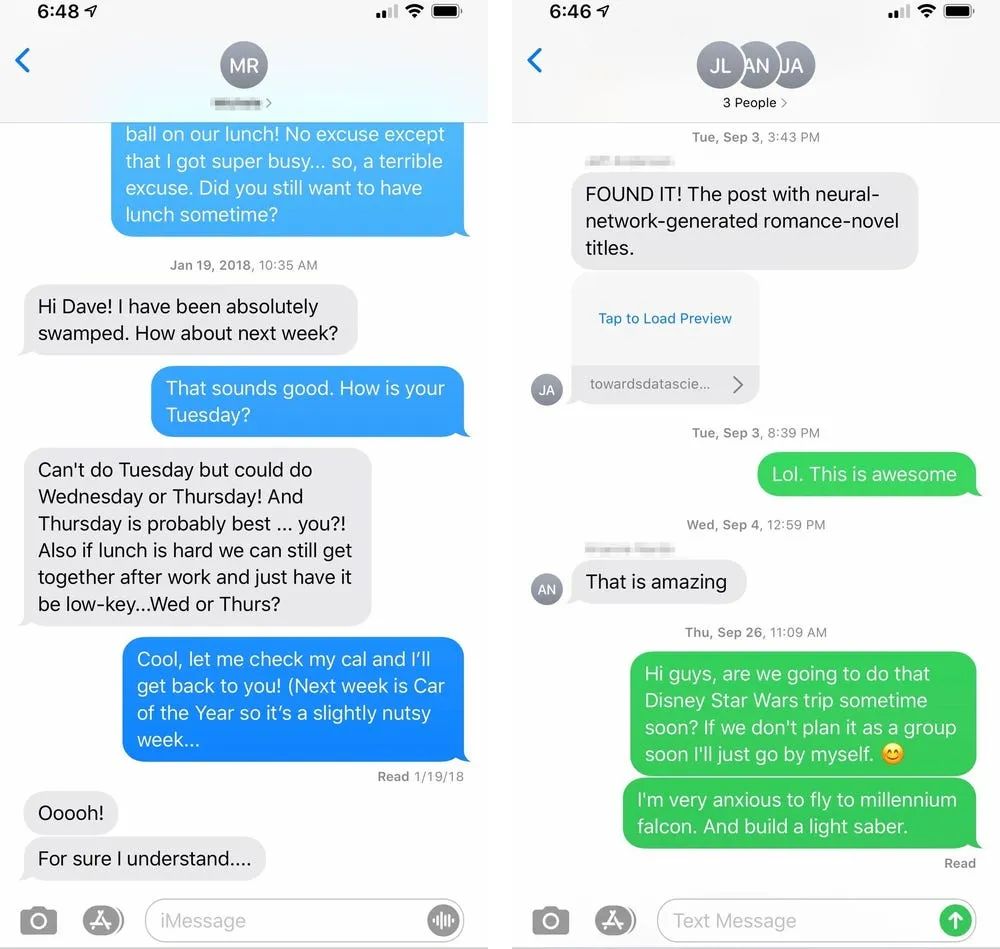 6:48
MR
ball on our lunch! No excuse except
that I got super busy... so, a terrible
excuse. Did you still want to have
lunch sometime?
Jan 19, 2018, 10:35 AM
Hi Dave! I have been absolutely
swamped. How about next week?
That sounds good. How is your
Tuesday?
Can't do Tuesday but could do
Wednesday or Thursday! And
Thursday is probably best ... you?!
Also if lunch is hard we can still get
together after work and just have it
be low-key...Wed or Thurs?
Cool, let me check my cal and I’ll
get back to you! (Next week is Car
of the Year so it’s a slightly nutsy
week...
Read 1/19/18
Ooooh!
For sure I understand....
iMessage
6:46
JL AN JA
3 People
Tue, Sep 3, 3:43 PM
FOUND IT! The post with neural-
network-generated romance-novel
titles.
Tap to Load Preview
towardsdatascie...
JA
Tue, Sep 3, 8:39 PM
Lol. This is awesome
Wed, Sep 4, 12:59 PM
AN
That is amazing
Thu, Sep 26, 11:09 AM
Hi guys, are we going to do that
Disney Star Wars trip sometime
soon? If we don't plan it as a group
soon I'll just go by myself. 😊
I'm very anxious to fly to millennium
falcon. And build a light saber.
Read
Text Message